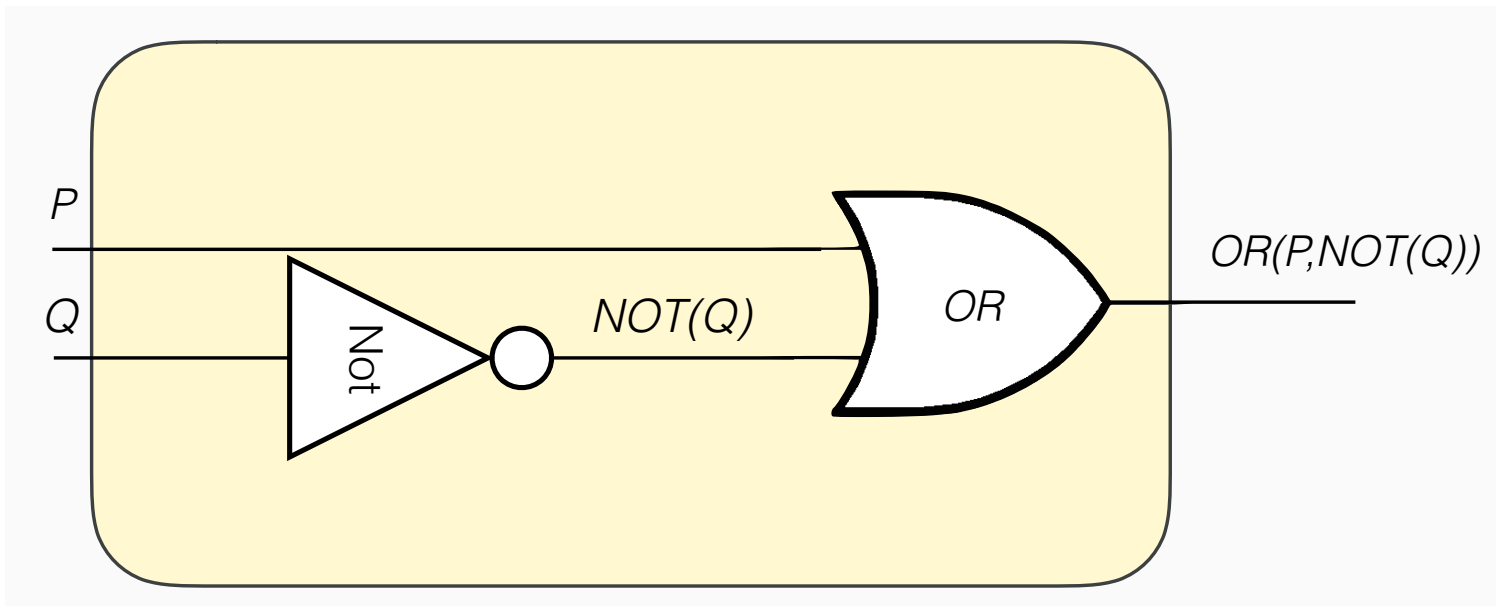 P
Q
Not
NOT(Q)
OR
OR(P,NOT(Q))